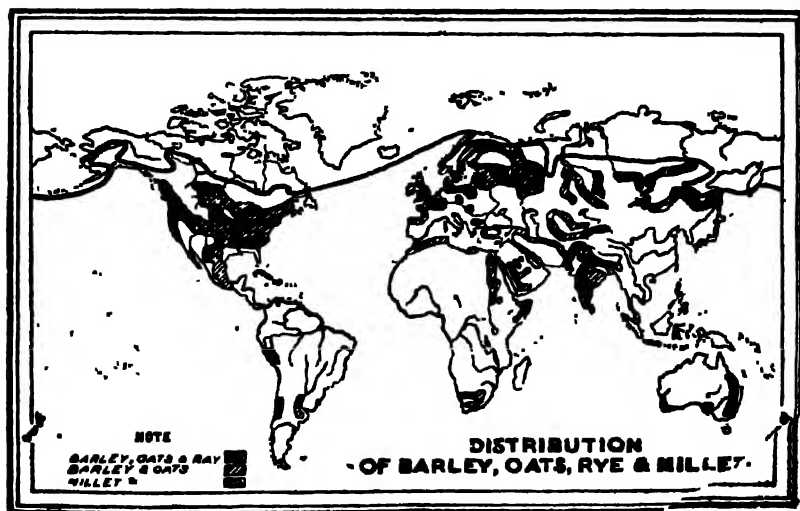 NOTE
BARLEY, OATS & RAY
BARLEY & OATS
MILLET
DISTRIBUTION
OF BARLEY, OATS, RYE & MILLET.